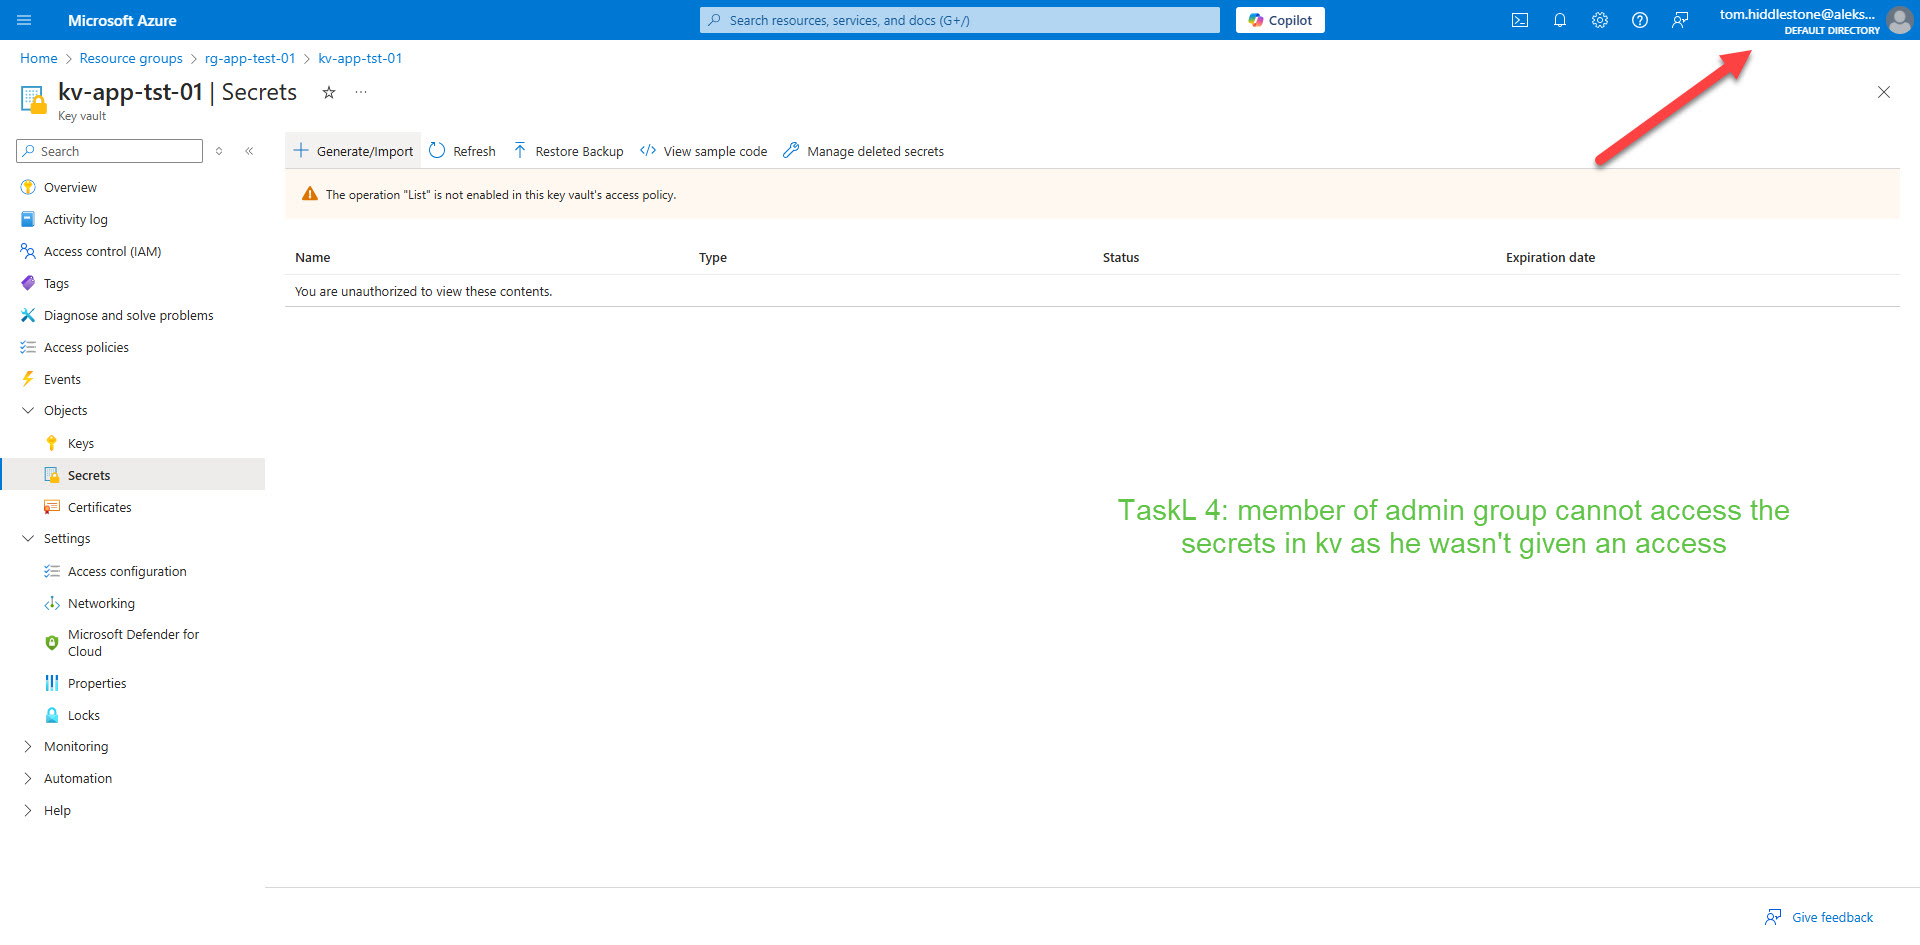 Microsoft Azure
Search resources, services, and docs (G+/)
Copilot
tom.hiddlestone@aleks...
DEFAULT DIRECTORY
Home > Resource groups > rg-app-test-01 > kv-app-tst-01
kv-app-tst-01 | Secrets
Key vault
Search
Generate/Import
Refresh
Restore Backup
View sample code
Manage deleted secrets
The operation "List" is not enabled in this key vault's access policy.
Name Type Status Expiration date
You are unauthorized to view these contents.
Overview
Activity log
Access control (IAM)
Tags
Diagnose and solve problems
Access policies
Events
Objects
Keys
Secrets
Certificates
Settings
Access configuration
Networking
Microsoft Defender for
Cloud
Properties
Locks
Monitoring
Automation
Help
TaskL 4: member of admin group cannot access the
secrets in kv as he wasn't given an access
Give feedback